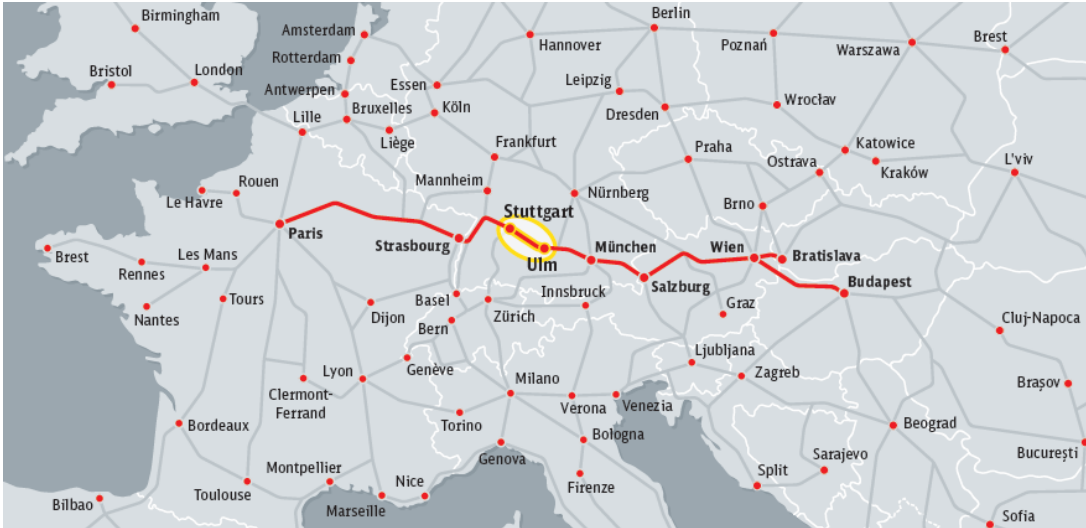 Birmingham
Berlin
Amsterdam
Hannover
Poznań
Warszawa
Brest
Rotterdam
Bristol
London
Essen
Leipzig
Antwerpen
Bruxelles
Köln
Dresden
Wrocław
Lille
Liège
Frankfurt
Praha
Katowice
Ostrava
Kraków
L'viv
Rouen
Le Havre
Mannheim
Nürnberg
Brno
Stuttgart
Paris
Strasbourg
Ulm
München
Wien
Bratislava
Brest
Les Mans
Rennes
Salzburg
Budapest
Tours
Nantes
Dijon
Basel
Bern
Zürich
Innsbruck
Graz
Cluj-Napoca
Ljubljana
Lyon
Genève
Milano
Zagreb
Clermont-
Ferrand
Brașov
Torino
Verona
Venezia
Bordeaux
Bologna
Beograd
Genova
Montpellier
Nice
Firenze
Split
Sarajevo
București
Bilbao
Toulouse
Marseille
Sofia